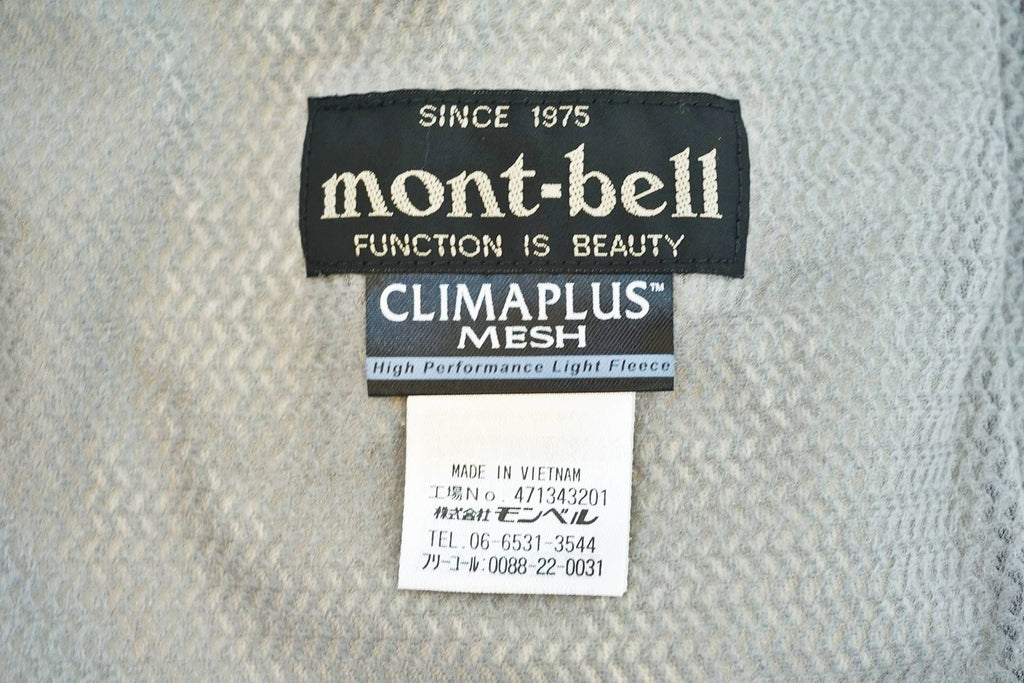 SINCE 1975
mont-bell
FUNCTION IS BEAUTY
CLIMAPLUS™
MESH
High Performance Light Fleece
MADE IN VIETNAM
工場No. 471343201
株式会社モンベル
TEL.06-6531-3544
フリーコール:0088-22-0031